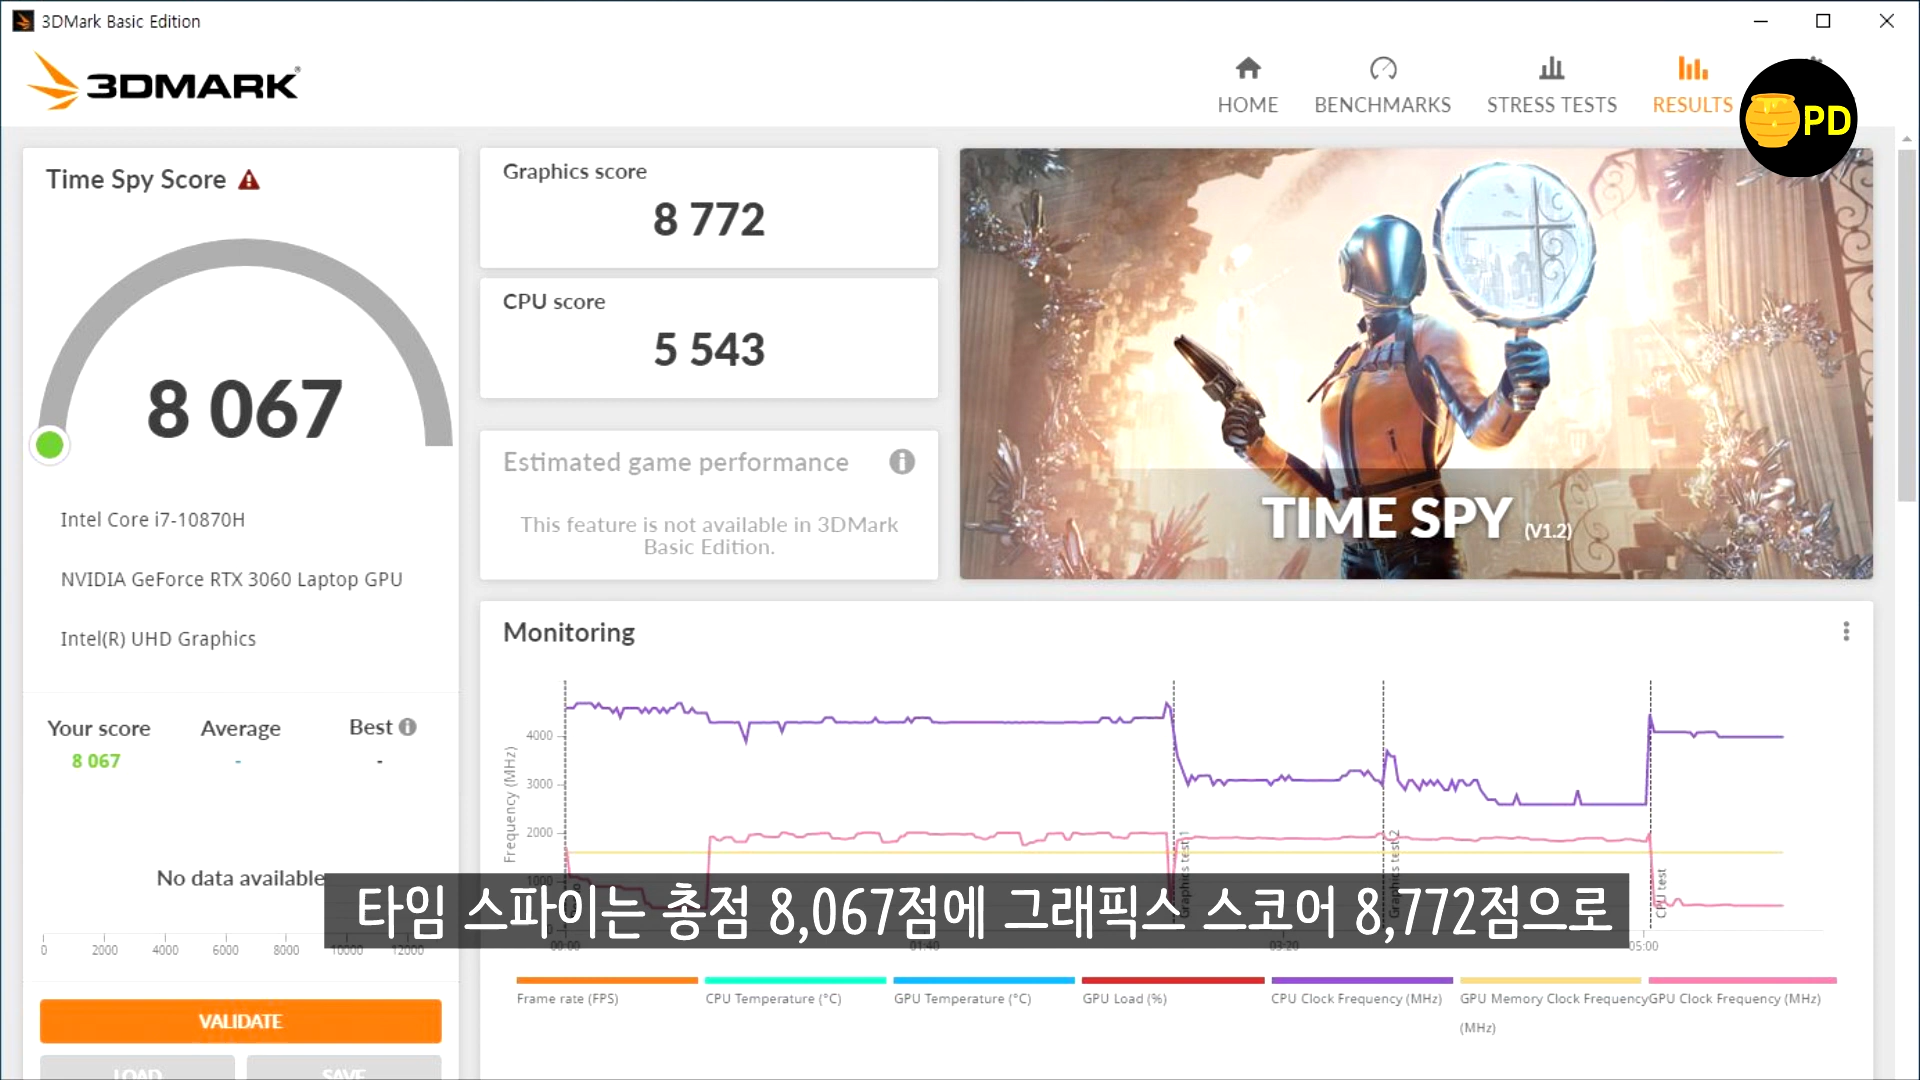 3DMark Basic Edition
3DMARK
HOME
BENCHMARKS
STRESS TESTS
RESULTS
PD
Time Spy Score
8 067
Intel Core i7-10870H
NVIDIA GeForce RTX 3060 Laptop GPU
Intel(R) UHD Graphics
Your score
Average
Best
8 067
-
-
No data available
0 2000 4000 6000 8000 10000 12000
VALIDATE
LOAD
SAVE
Graphics score
8 772
CPU score
5 543
Estimated game performance
This feature is not available in 3DMark
Basic Edition.
TIME SPY (V1.2)
Monitoring
Frequency (MHz)
4000
3000
2000
1000
Graphics test 1
Graphics test 2
CPU test
00:00 01:40 03:20 05:00
타임 스파이는 총점 8,067점에 그래픽스 스코어 8,772점으로
Frame rate (FPS)
CPU Temperature (°C)
GPU Temperature (°C)
GPU Load (%)
CPU Clock Frequency (MHz)
GPU Memory Clock Frequency
(MHz)
GPU Clock Frequency (MHz)